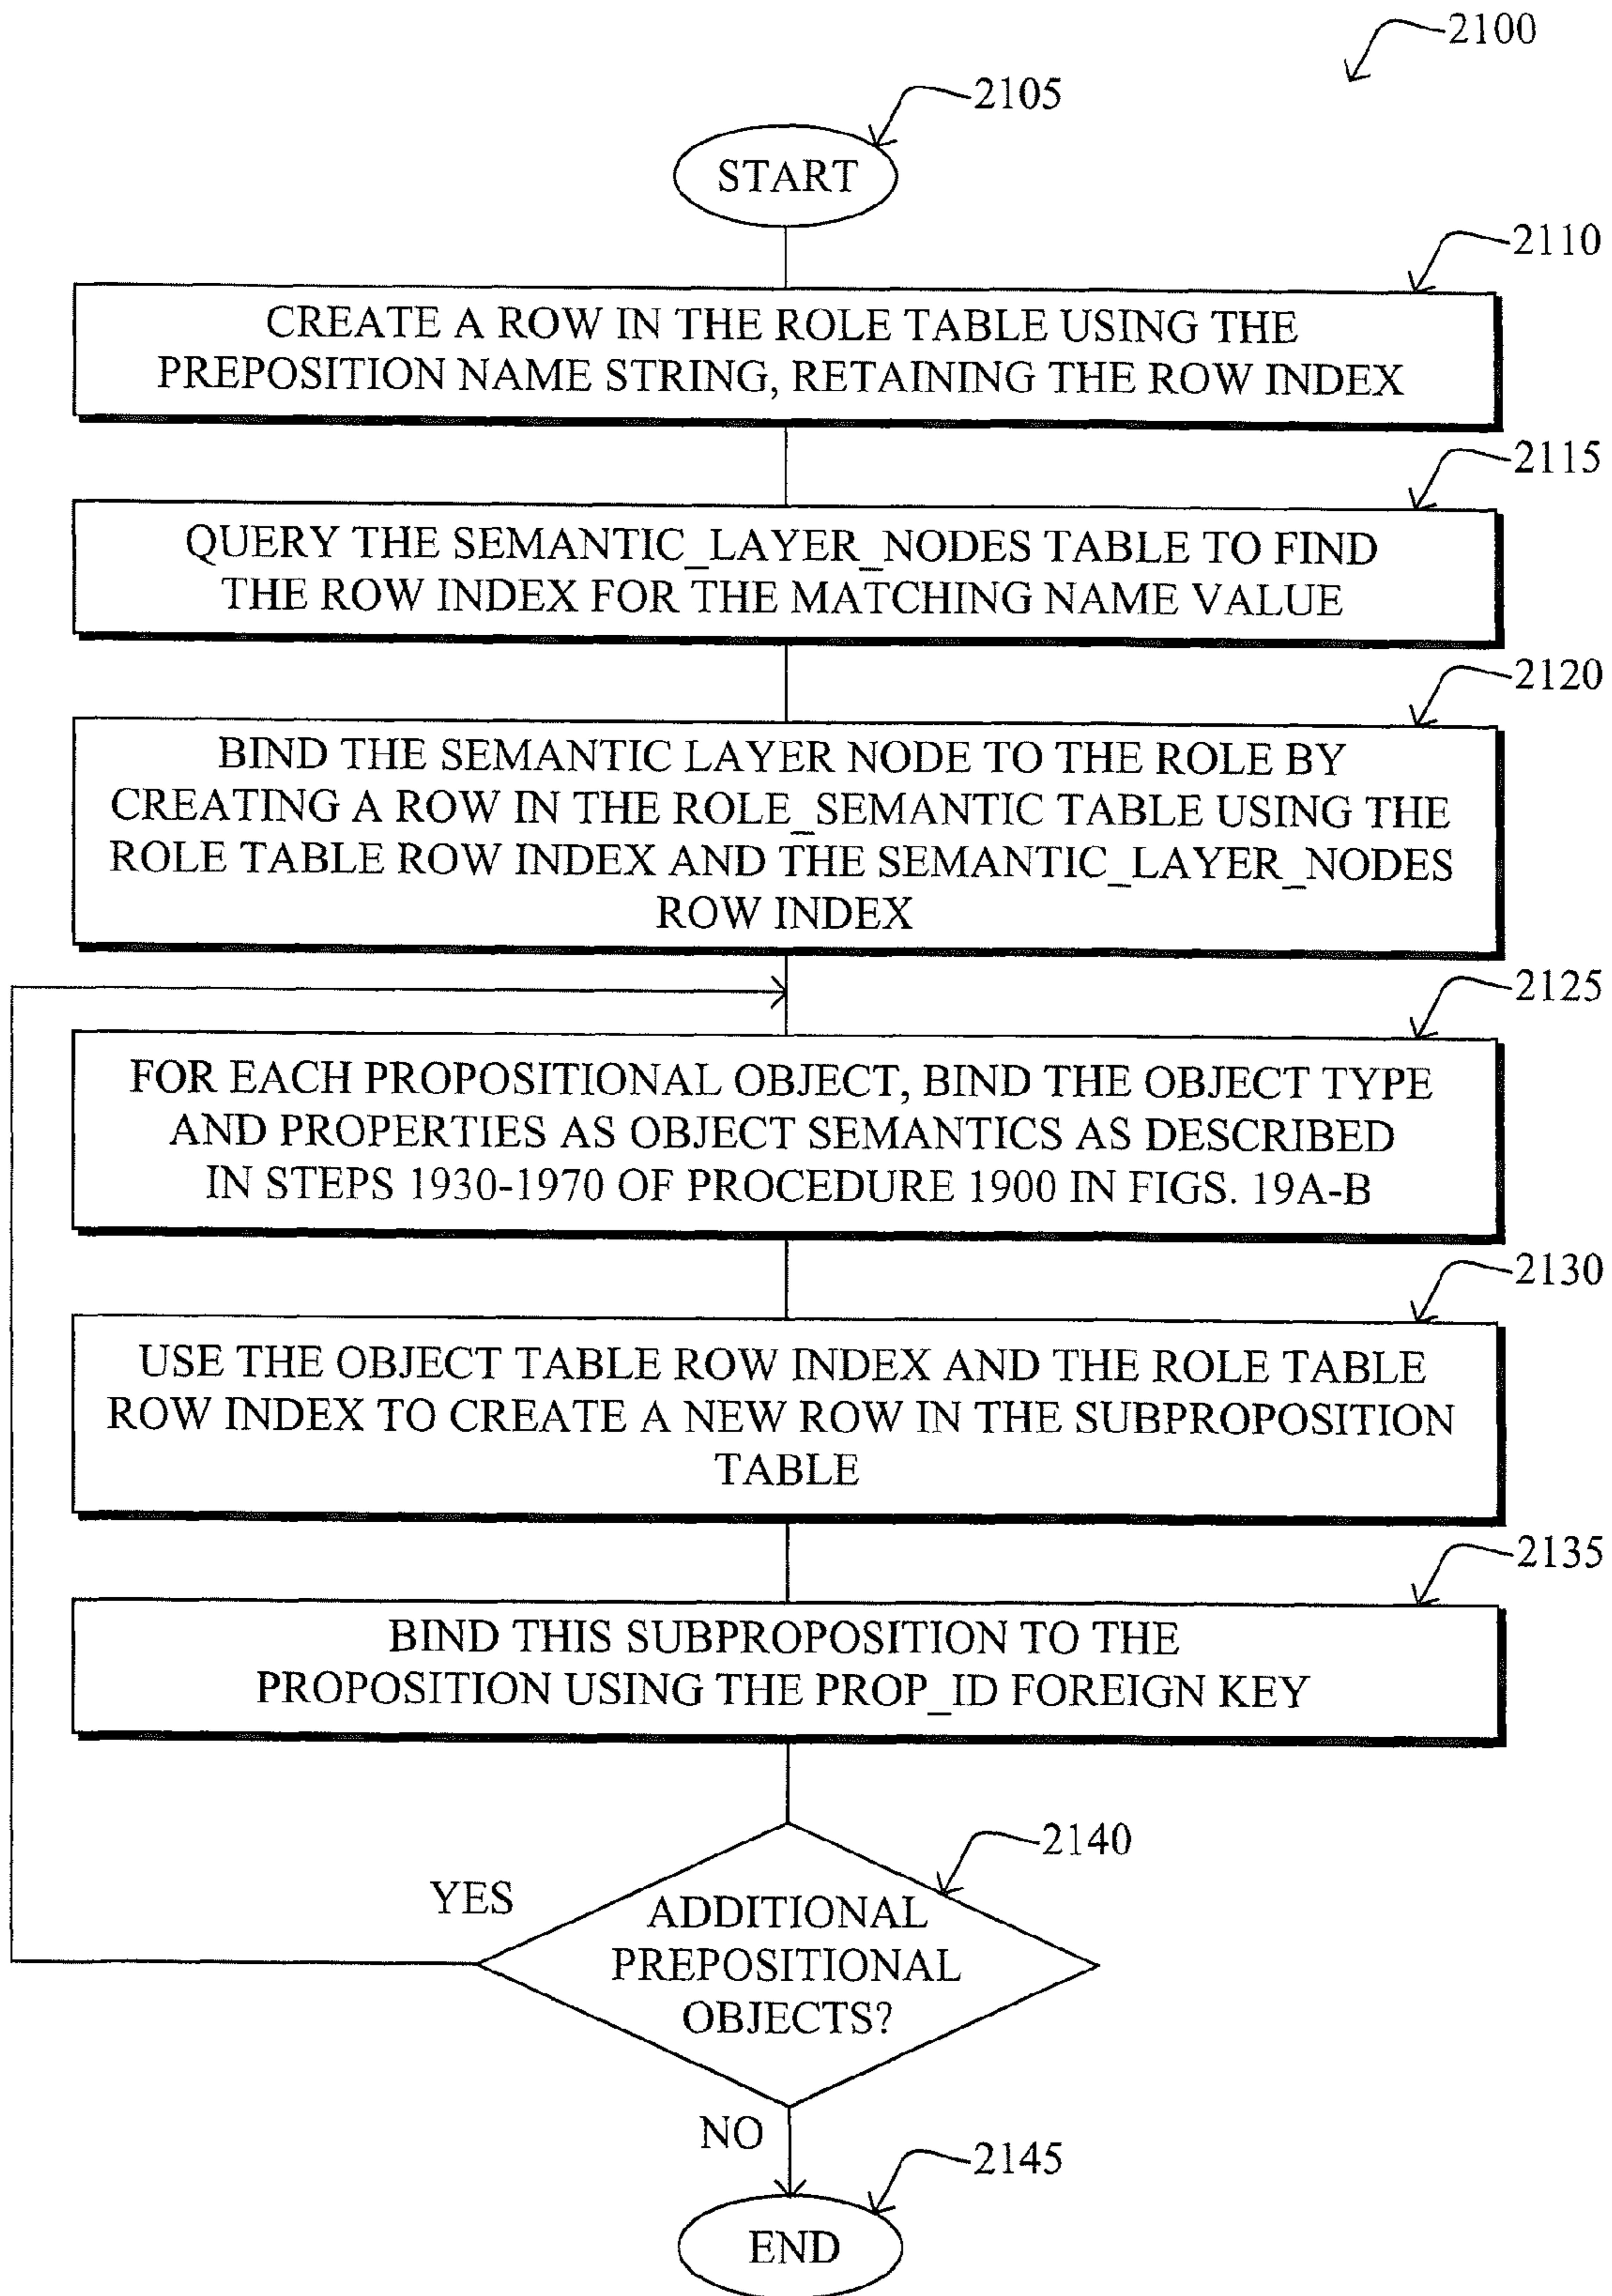 2100
2105
START
2110
CREATE A ROW IN THE ROLE TABLE USING THE
PREPOSITION NAME STRING, RETAINING THE ROW INDEX
2115
QUERY THE SEMANTIC_LAYER_NODES TABLE TO FIND
THE ROW INDEX FOR THE MATCHING NAME VALUE
2120
BIND THE SEMANTIC LAYER NODE TO THE ROLE BY
CREATING A ROW IN THE ROLE_SEMANTIC TABLE USING THE
ROLE TABLE ROW INDEX AND THE SEMANTIC_LAYER_NODES
ROW INDEX
2125
FOR EACH PROPOSITIONAL OBJECT, BIND THE OBJECT TYPE
AND PROPERTIES AS OBJECT SEMANTICS AS DESCRIBED
IN STEPS 1930-1970 OF PROCEDURE 1900 IN FIGS. 19A-B
2130
USE THE OBJECT TABLE ROW INDEX AND THE ROLE TABLE
ROW INDEX TO CREATE A NEW ROW IN THE SUBPROPOSITION
TABLE
2135
BIND THIS SUBPROPOSITION TO THE
PROPOSITION USING THE PROP_ID FOREIGN KEY
2140
YES
ADDITIONAL
PREPOSITIONAL
OBJECTS?
NO
2145
END